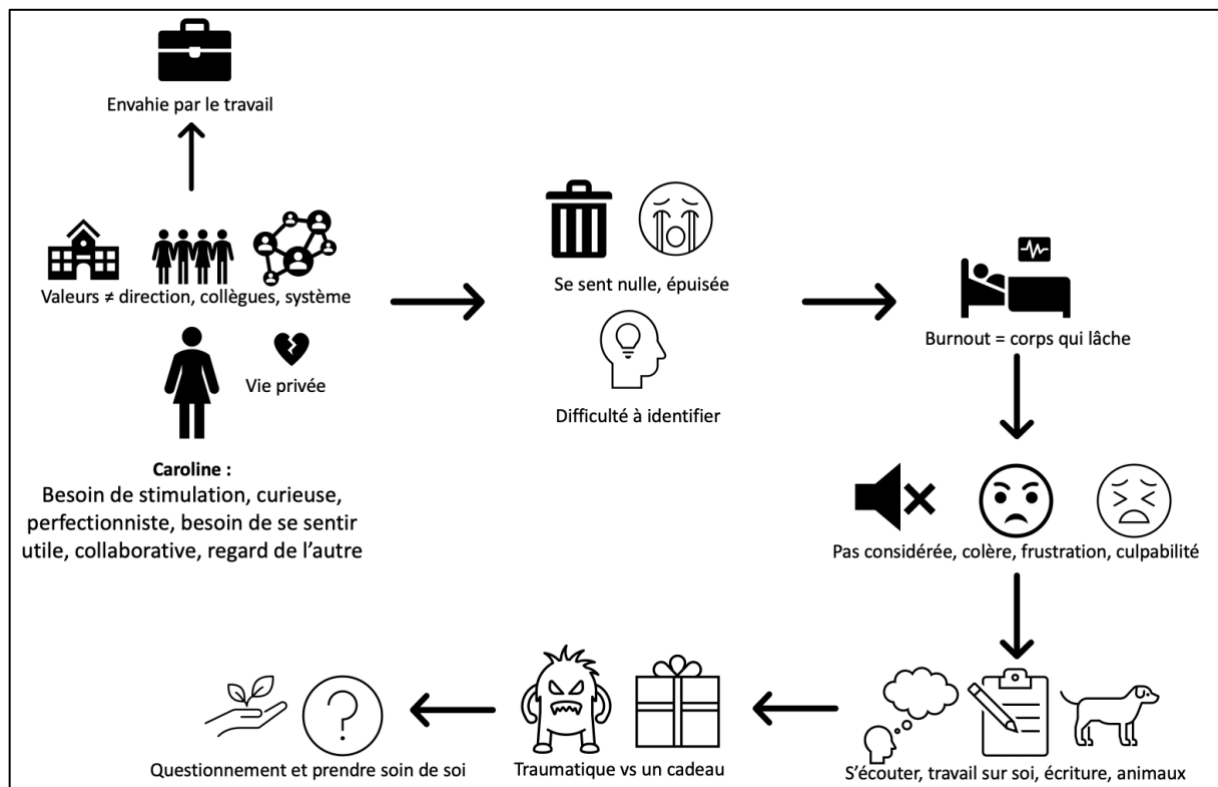 Envahie par le travail
Valeurs ≠ direction, collègues, système
Vie privée
Caroline :
Besoin de stimulation, curieuse,
perfectionniste, besoin de se sentir
utile, collaborative, regard de l'autre
Se sent nulle, épuisée
Difficulté à identifier
Burnout = corps qui lâche
Pas considérée, colère, frustration, culpabilité
S'écouter, travail sur soi, écriture, animaux
Traumatique vs un cadeau
Questionnement et prendre soin de soi